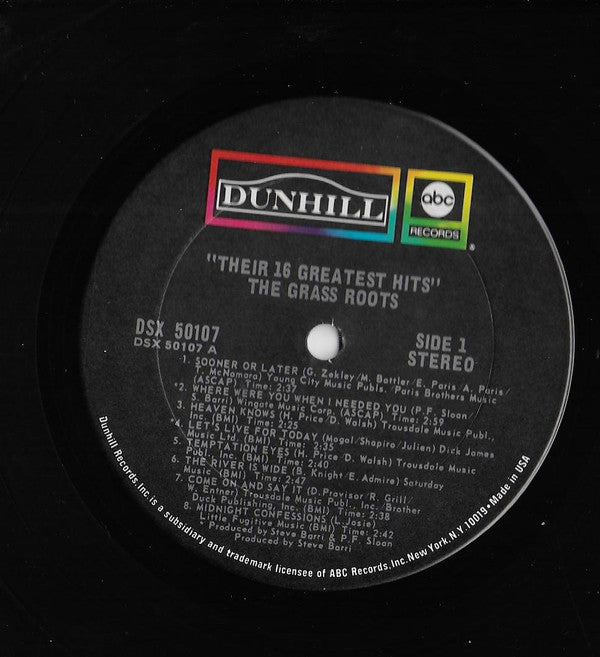 DUNHILL
abc
RECORDS
®
"THEIR 16 GREATEST HITS"
THE GRASS ROOTS
DSX 50107
DSX 50107 A
SIDE 1
STEREO
1. SOONER OR LATER (G. Zekley/M. Bottler/E. Paris/A. Paris/
T. McNamara) Young City Music Publs./Paris Brothers Music
(ASCAP) Time: 2:37
*2. WHERE WERE YOU WHEN I NEEDED YOU (P.F. Sloan/
S. Barri) Wingate Music Corp. (ASCAP) Time: 2:59
3. HEAVEN KNOWS (H. Price/D. Walsh) Trousdale Music Publ.,
Inc. (BMI) Time: 2:25
*4. LET'S LIVE FOR TODAY (Mogol/Shapiro/Julien) Dick James
Music Ltd. (BMI) Time: 2:35
5. TEMPTATION EYES (H. Price/D. Walsh) Trousdale Music
Publ. Inc. (BMI) Time: 2:40
6. THE RIVER IS WIDE (B. Knight/E. Admire) Saturday
Music (BMI) Time: 2:47
7. COME ON AND SAY IT (D. Provisor/R. Grill/
W. Entner) Trousdale Music Publ., Inc./Brother
Duck Publishing, Inc. (BMI) Time: 2:38
8. MIDNIGHT CONFESSIONS (L. Josie)
Little Fugitive Music (BMI) Time: 2:42
Produced by Steve Barri & P.F. Sloan
Produced by Steve Barri
Dunhill Records, Inc. is a subsidiary and trademark licensee of ABC Records, Inc. New York, N.Y. 10019 • Made in USA